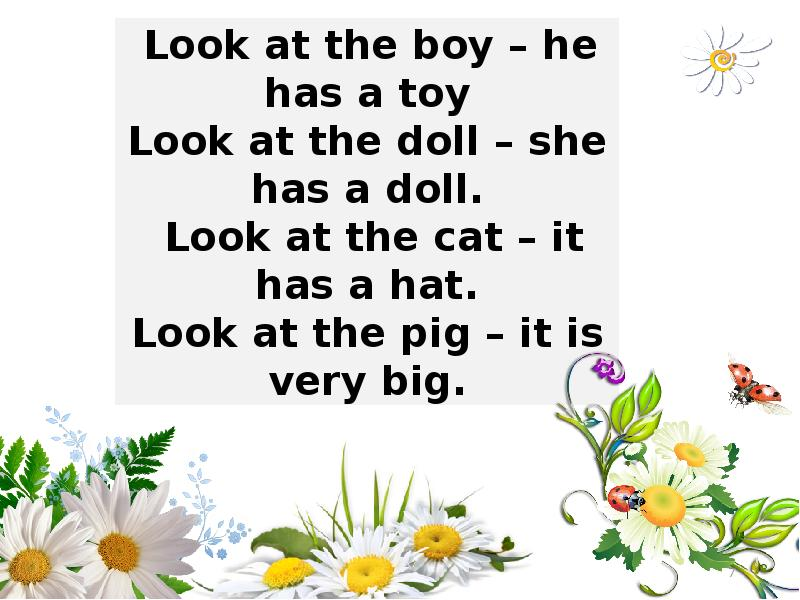 Look at the boy – he
has a toy
Look at the doll – she
has a doll.
Look at the cat – it
has a hat.
Look at the pig – it is
very big.